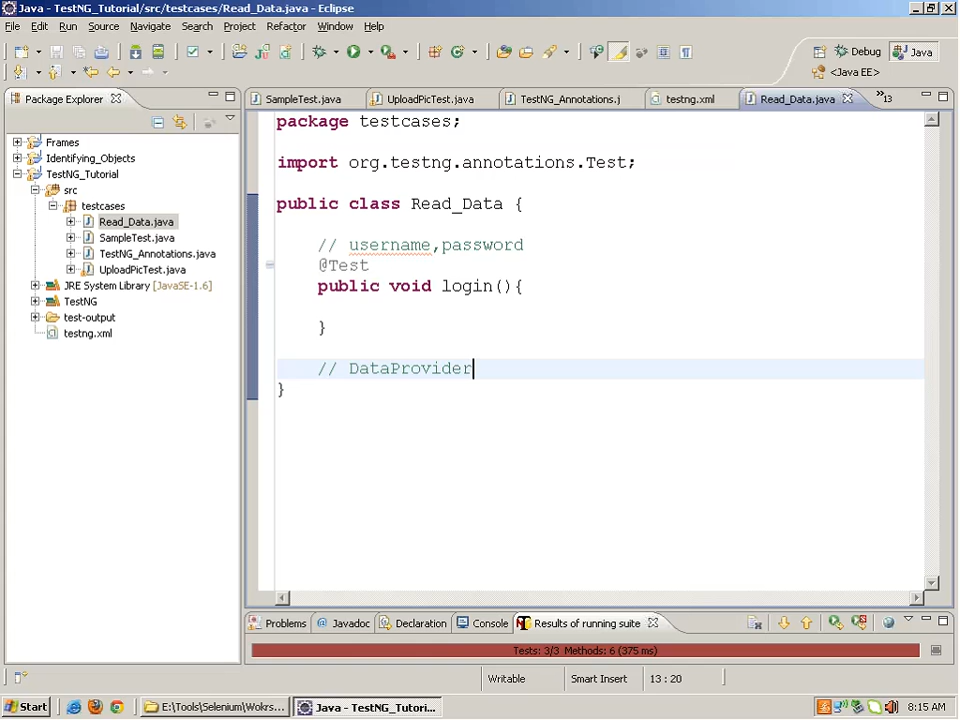 Java - TestNG_Tutorial/src/testcases/Read_Data.java - Eclipse
File Edit Run Source Navigate Search Project Refactor Window Help
Debug Java
<Java EE>
Package Explorer
SampleTest.java UploadPicTest.java TestNG_Annotations.j testng.xml Read_Data.java »13
Frames
Identifying_Objects
TestNG_Tutorial
src
testcases
Read_Data.java
SampleTest.java
TestNG_Annotations.java
UploadPicTest.java
JRE System Library [JavaSE-1.6]
TestNG
test-output
testng.xml
package testcases;
import org.testng.annotations.Test;
public class Read_Data {
// username,password
@Test
public void login(){
}
// DataProvider
}
Problems @ Javadoc Declaration Console Results of running suite
Tests: 3/3 Methods: 6 (375 ms)
Writable Smart Insert 13 : 20
Start E:\Tools\Selenium\Wokrs... Java - TestNG_Tutori... 8:15 AM